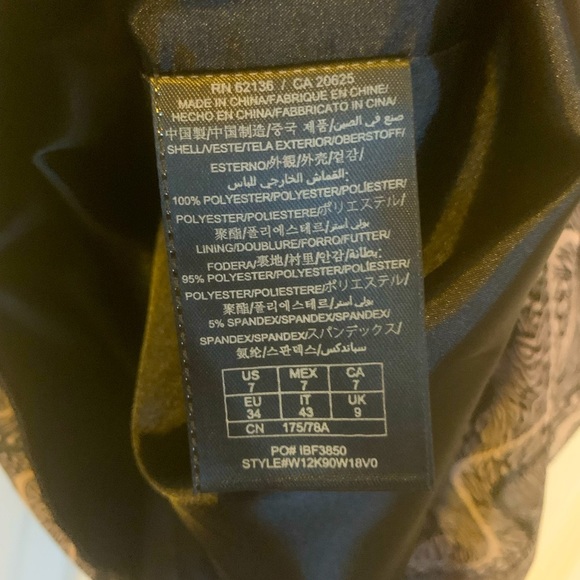 RN 62136 / CA 20625
MADE IN CHINA/FABRIQUE EN CHINE/
HECHO EN CHINA/FABBRICATO IN CINA/
中国製/中国制造/중국 제품/صنع في الصين/
SHELL/VESTE/TELA EXTERIOR/OBERSTOFF/
ESTERNO/外観/外壳/겉감/
القماش الخارجي للباس:
100% POLYESTER/POLYESTER/POLIÉSTER/
POLYESTER/POLIESTERE/ポリエステル/
聚酯/폴리에스테르/بولي أستر/
LINING/DOUBLURE/FORRO/FUTTER/
FODERA/裏地/衬里/안감/بطانة:
95% POLYESTER/POLYESTER/POLIÉSTER/
POLYESTER/POLIESTERE/ポリエステル/
聚酯/폴리에스테르/بولي أستر/
5% SPANDEX/SPANDEX/SPANDEX/
SPANDEX/SPANDEX/スパンデックス/
氨纶/스판덱스/سباندكس/
US MEX CA
7 7 7
EU IT UK
34 43 9
CN 175/78A
PO# IBF3850
STYLE#W12K90W18V0